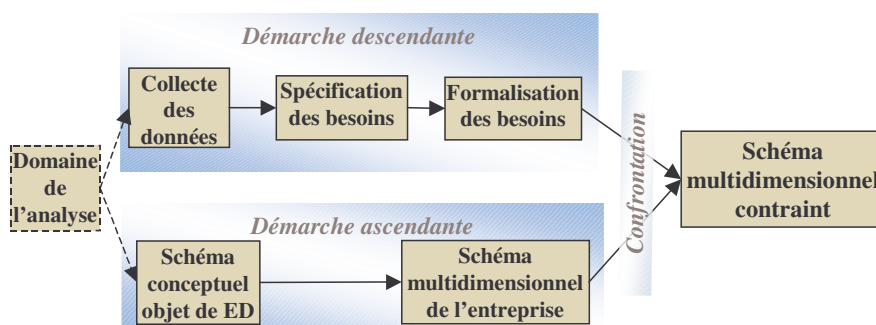 Démarche descendante
Collecte
des
données
Spécification
des besoins
Formalisation
des besoins
Domaine
de
l'analyse
Démarche ascendante
Schéma
conceptuel
objet de ED
Schéma
multidimensionnel
de l'entreprise
Confrontation
Schéma
multidimensionnel
contraint